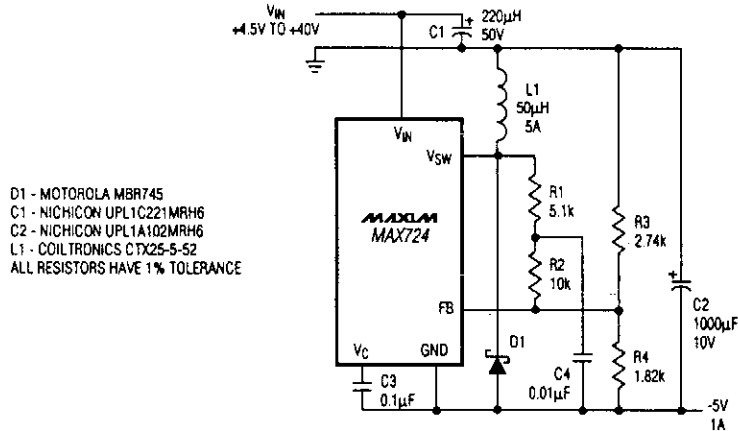 VIN
+4.5V TO +40V
C1
+
220µH
50V
L1
50µH
5A
VIN
VSW
D1 - MOTOROLA MBR745
C1 - NICHICON UPL1C221MRH6
C2 - NICHICON UPL1A102MRH6
L1 - COILTRONICS CTX25-5-52
ALL RESISTORS HAVE 1% TOLERANCE
MAXIM
MAX724
R1
5.1k
R2
10k
R3
2.74k
FB
+
C2
1000µF
10V
VC
GND
D1
C3
0.1µF
C4
0.01µF
R4
1.82k
-5V
1A